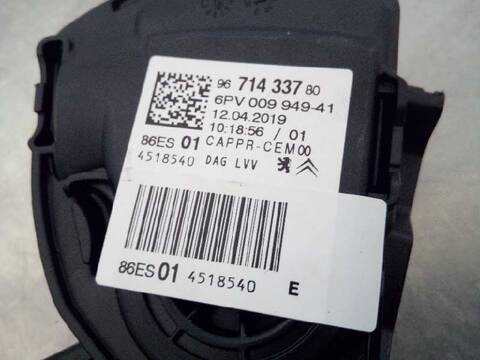 96 714 337 80
6PV 009 949-41
12.04.2019
10:18:56 / 01
86ES 01 CAPPR-CEM00
4518540 DAG LVV
86ES 01 4518540 E